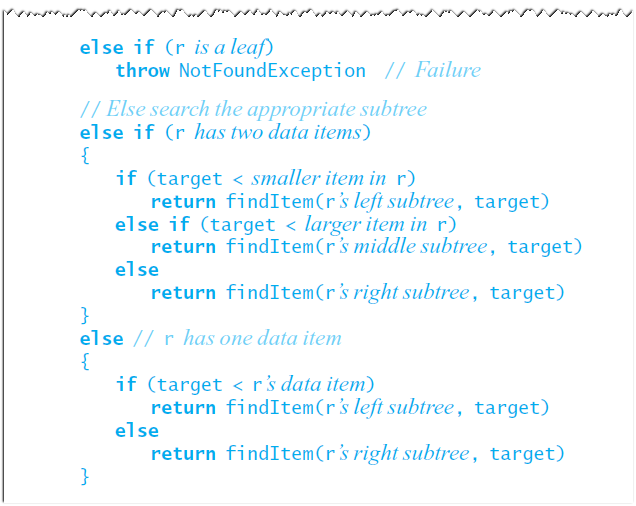 else if (r is a leaf)
throw NotFoundException // Failure
// Else search the appropriate subtree
else if (r has two data items)
{
if (target < smaller item in r)
return findItem(r’s left subtree, target)
else if (target < larger item in r)
return findItem(r’s middle subtree, target)
else
return findItem(r’s right subtree, target)
}
else // r has one data item
{
if (target < r’s data item)
return findItem(r’s left subtree, target)
else
return findItem(r’s right subtree, target)
}